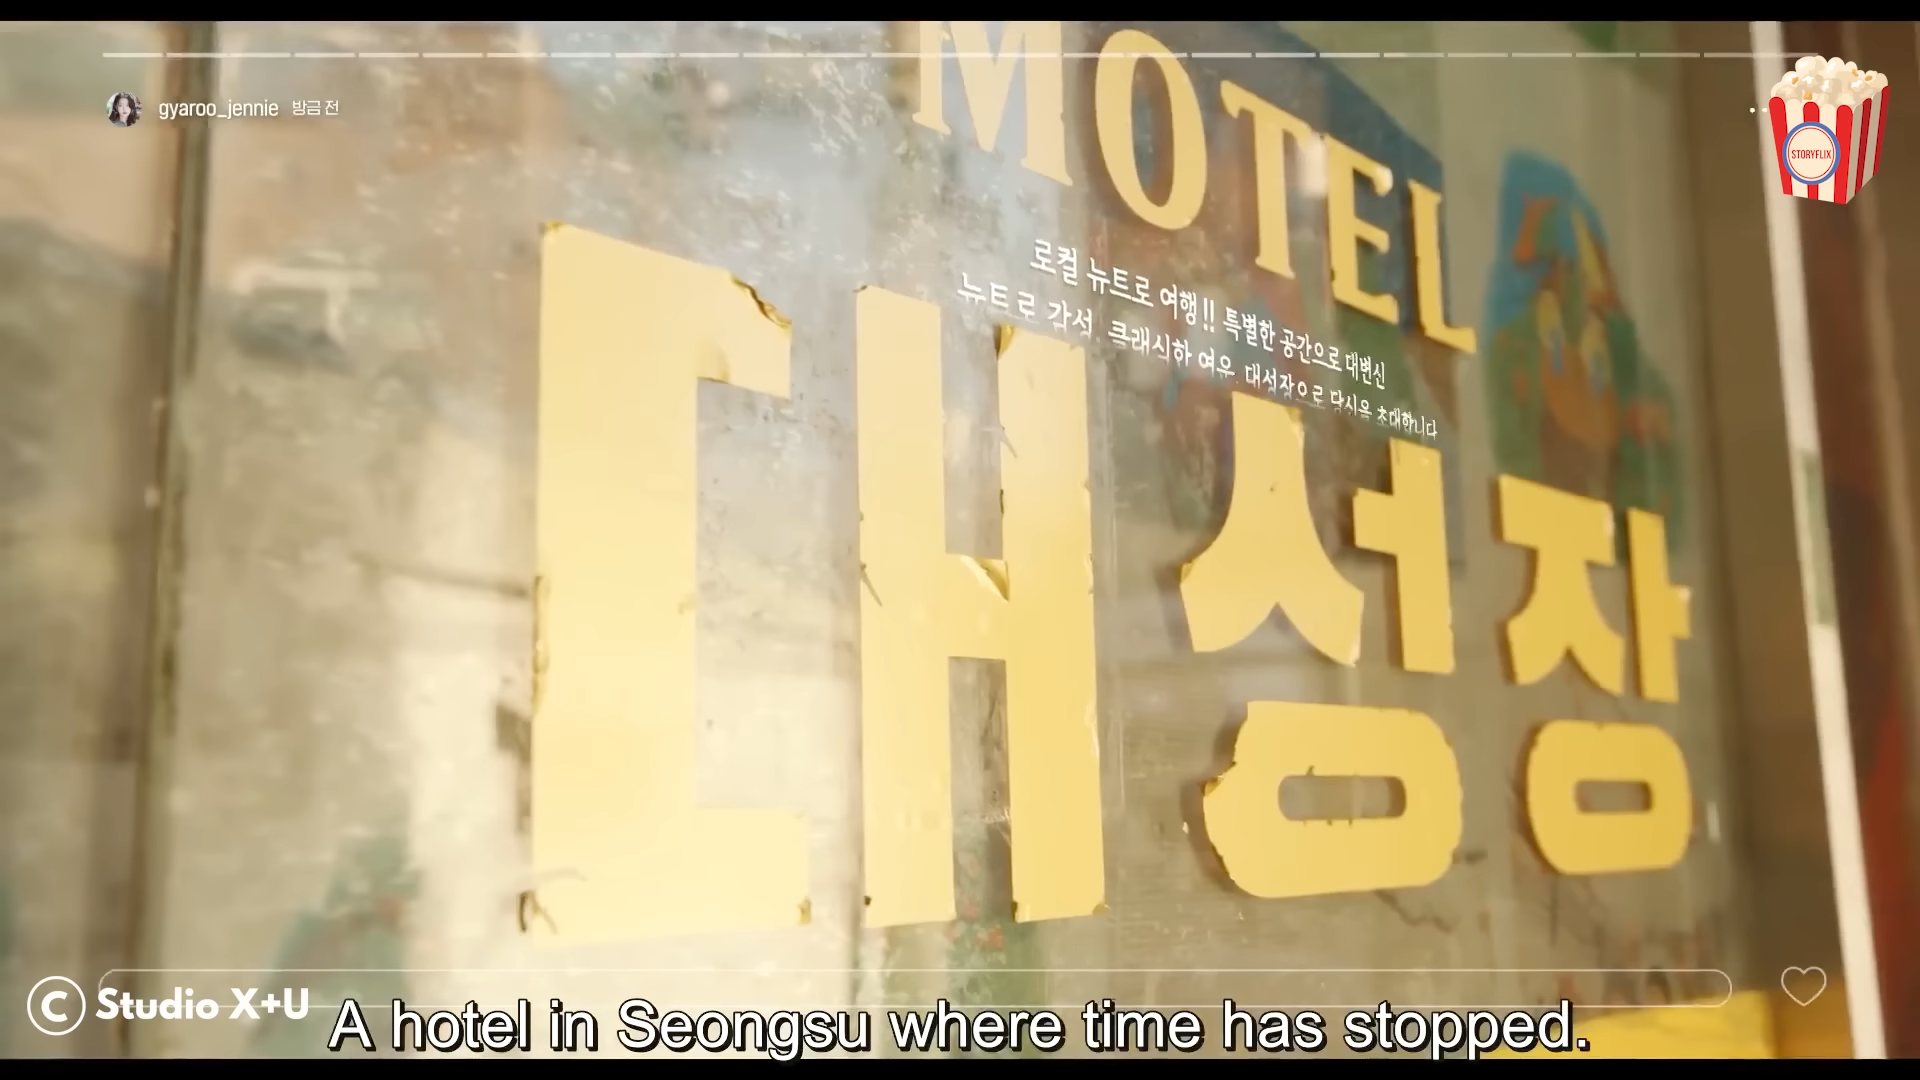 gyaroo_jennie 방금 전
STORYFLIX
MOTEL
로컬 뉴트로 여행!! 특별한 공간으로 대변신
뉴트로 감성, 클래식한 여유, 대성장으로 당신을 초대합니다
대성장
C Studio X+U
A hotel in Seongsu where time has stopped.